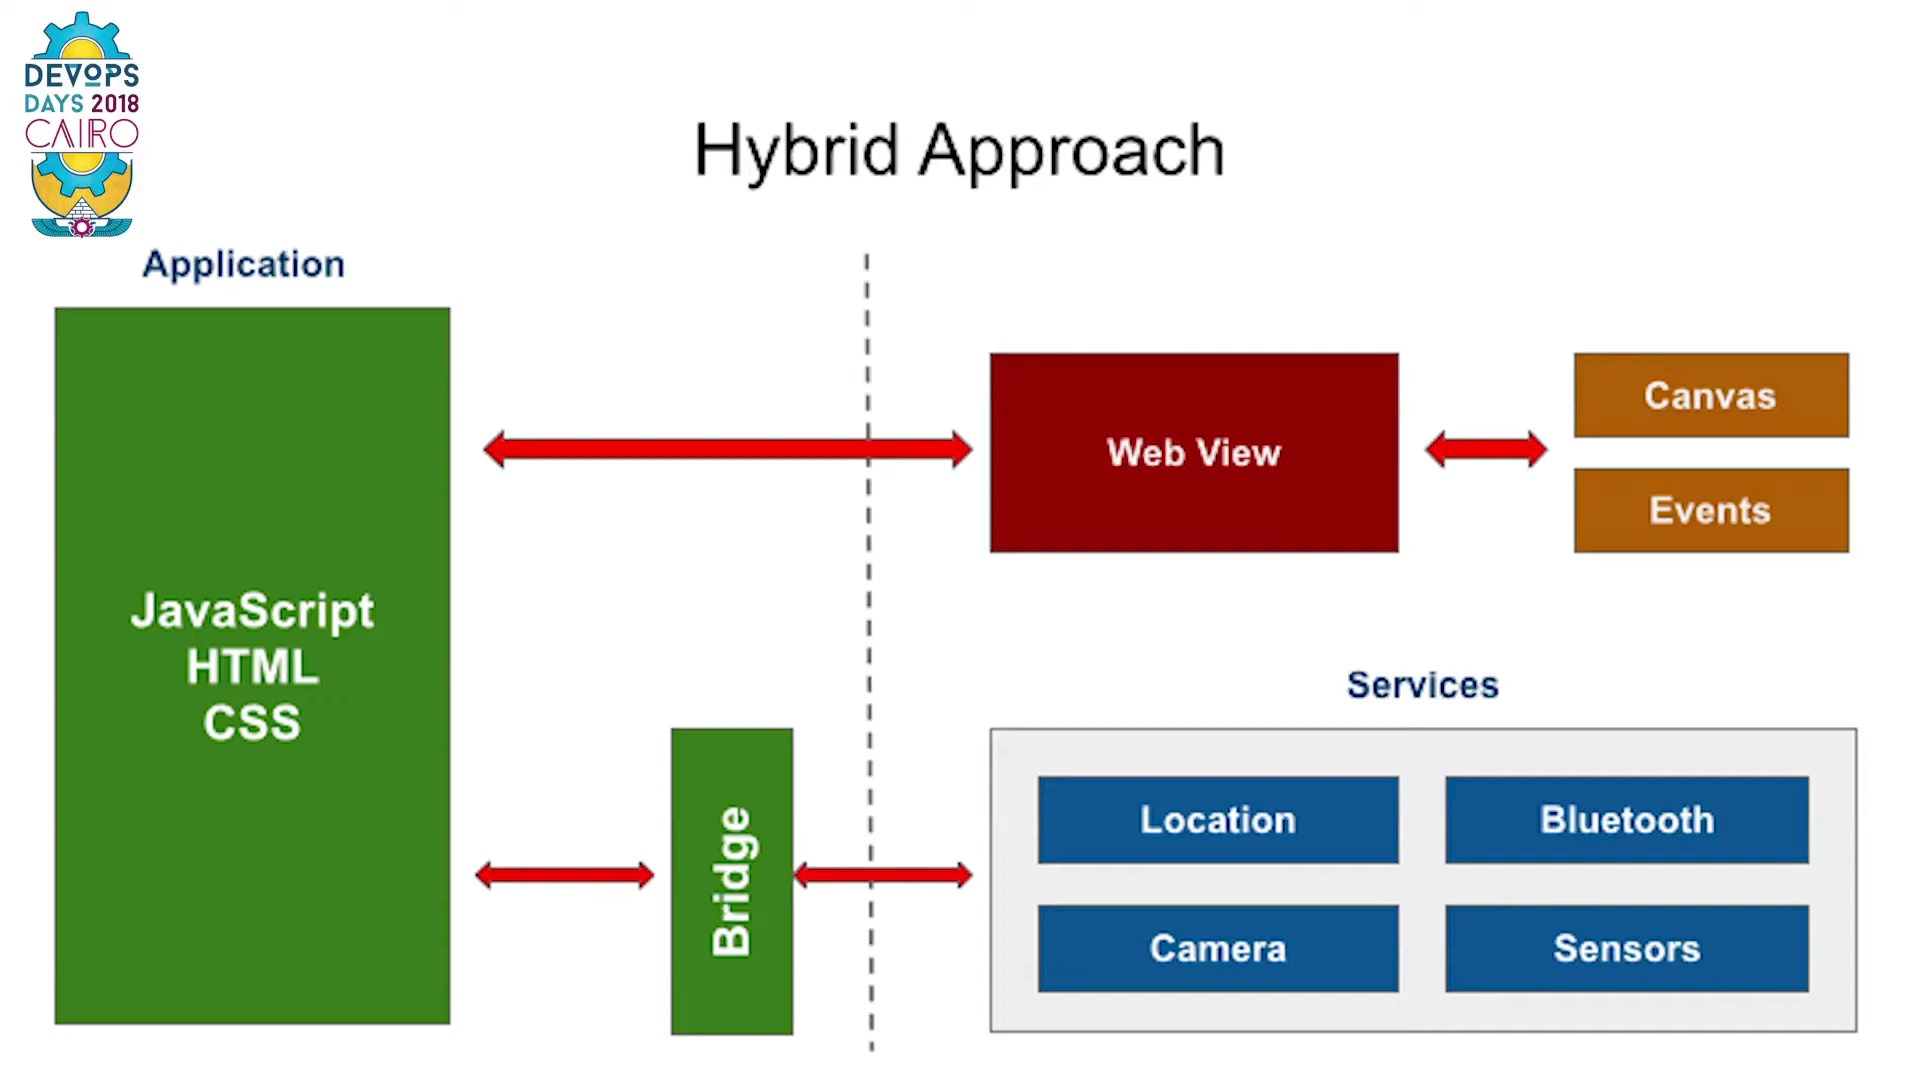 DEVOPS
DAYS 2018
CAIRO
Hybrid Approach
Application
JavaScript
HTML
CSS
Web View
Canvas
Events
Bridge
Services
Location
Bluetooth
Camera
Sensors